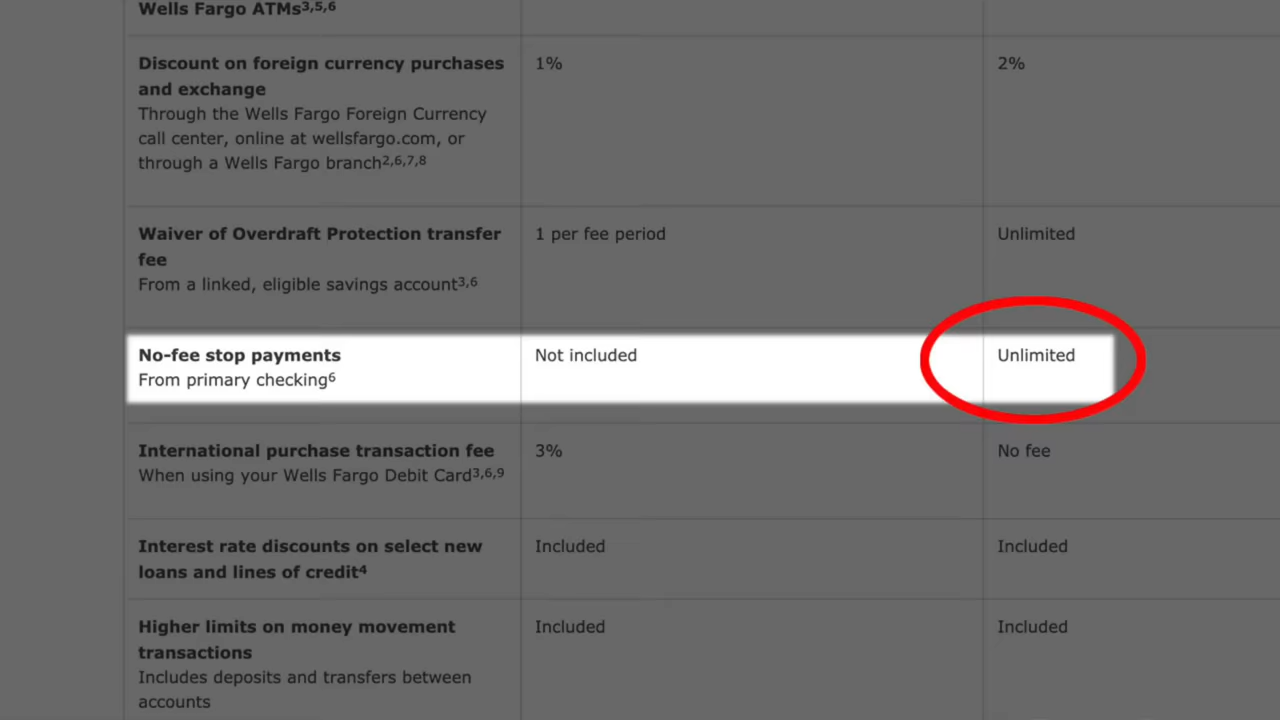 Wells Fargo ATMs3,5,6
Discount on foreign currency purchases
and exchange
Through the Wells Fargo Foreign Currency
call center, online at wellsfargo.com, or
through a Wells Fargo branch2,6,7,8
1%
2%
Waiver of Overdraft Protection transfer
fee
From a linked, eligible savings account3,6
1 per fee period
Unlimited
No-fee stop payments
From primary checking6
Not included
Unlimited
International purchase transaction fee
When using your Wells Fargo Debit Card3,6,9
3%
No fee
Interest rate discounts on select new
loans and lines of credit4
Included
Included
Higher limits on money movement
transactions
Includes deposits and transfers between
accounts
Included
Included